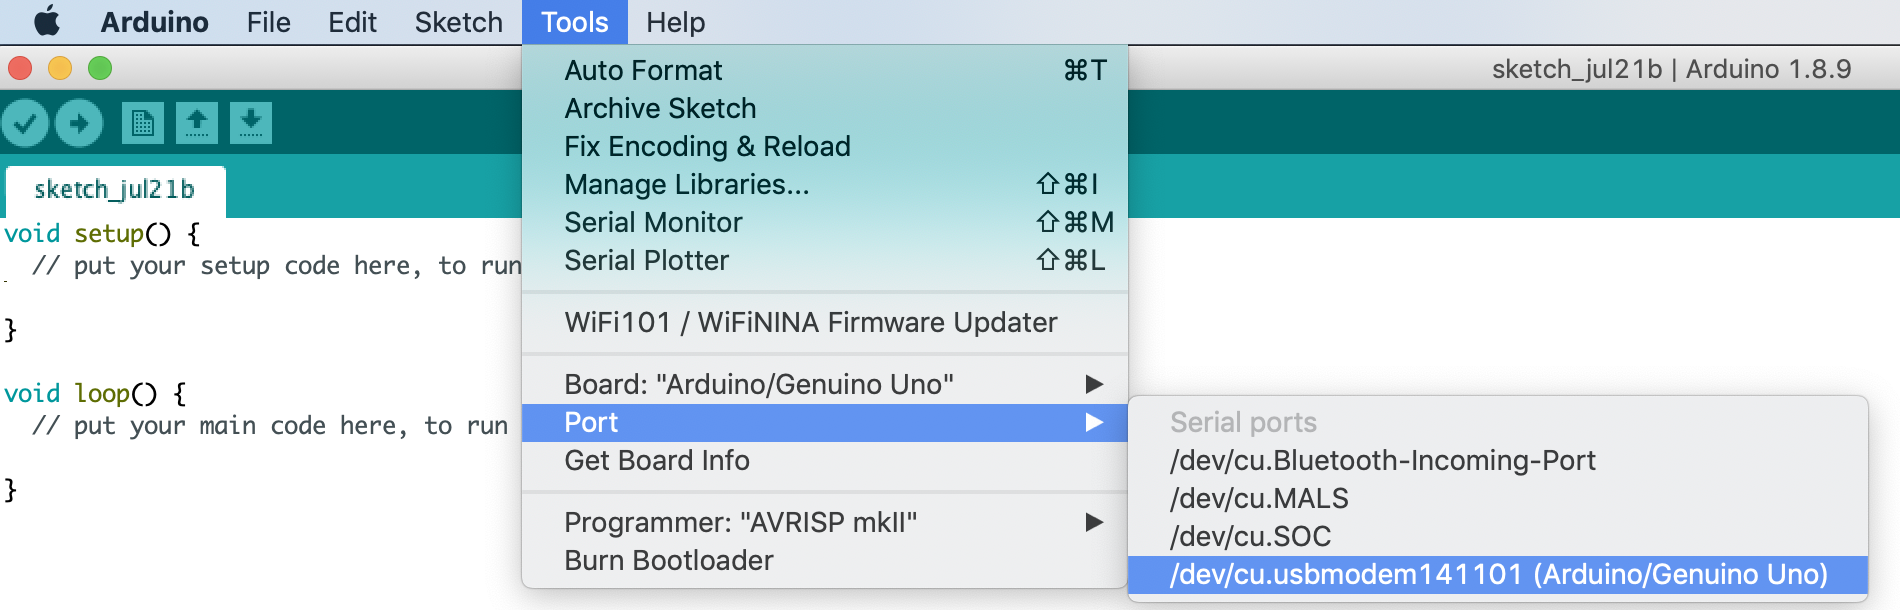 Arduino File Edit Sketch Tools Help
sketch_jul21b | Arduino 1.8.9
sketch_jul21b
void setup() {
// put your setup code here, to run
}
void loop() {
// put your main code here, to run
}
Auto Format ⌘T
Archive Sketch
Fix Encoding & Reload
Manage Libraries... ⇧⌘I
Serial Monitor ⇧⌘M
Serial Plotter ⇧⌘L
WiFi101 / WiFiNINA Firmware Updater
Board: "Arduino/Genuino Uno" ▶
Port ▶
Get Board Info
Programmer: "AVRISP mkII" ▶
Burn Bootloader
Serial ports
/dev/cu.Bluetooth-Incoming-Port
/dev/cu.MALS
/dev/cu.SOC
/dev/cu.usbmodem141101 (Arduino/Genuino Uno)